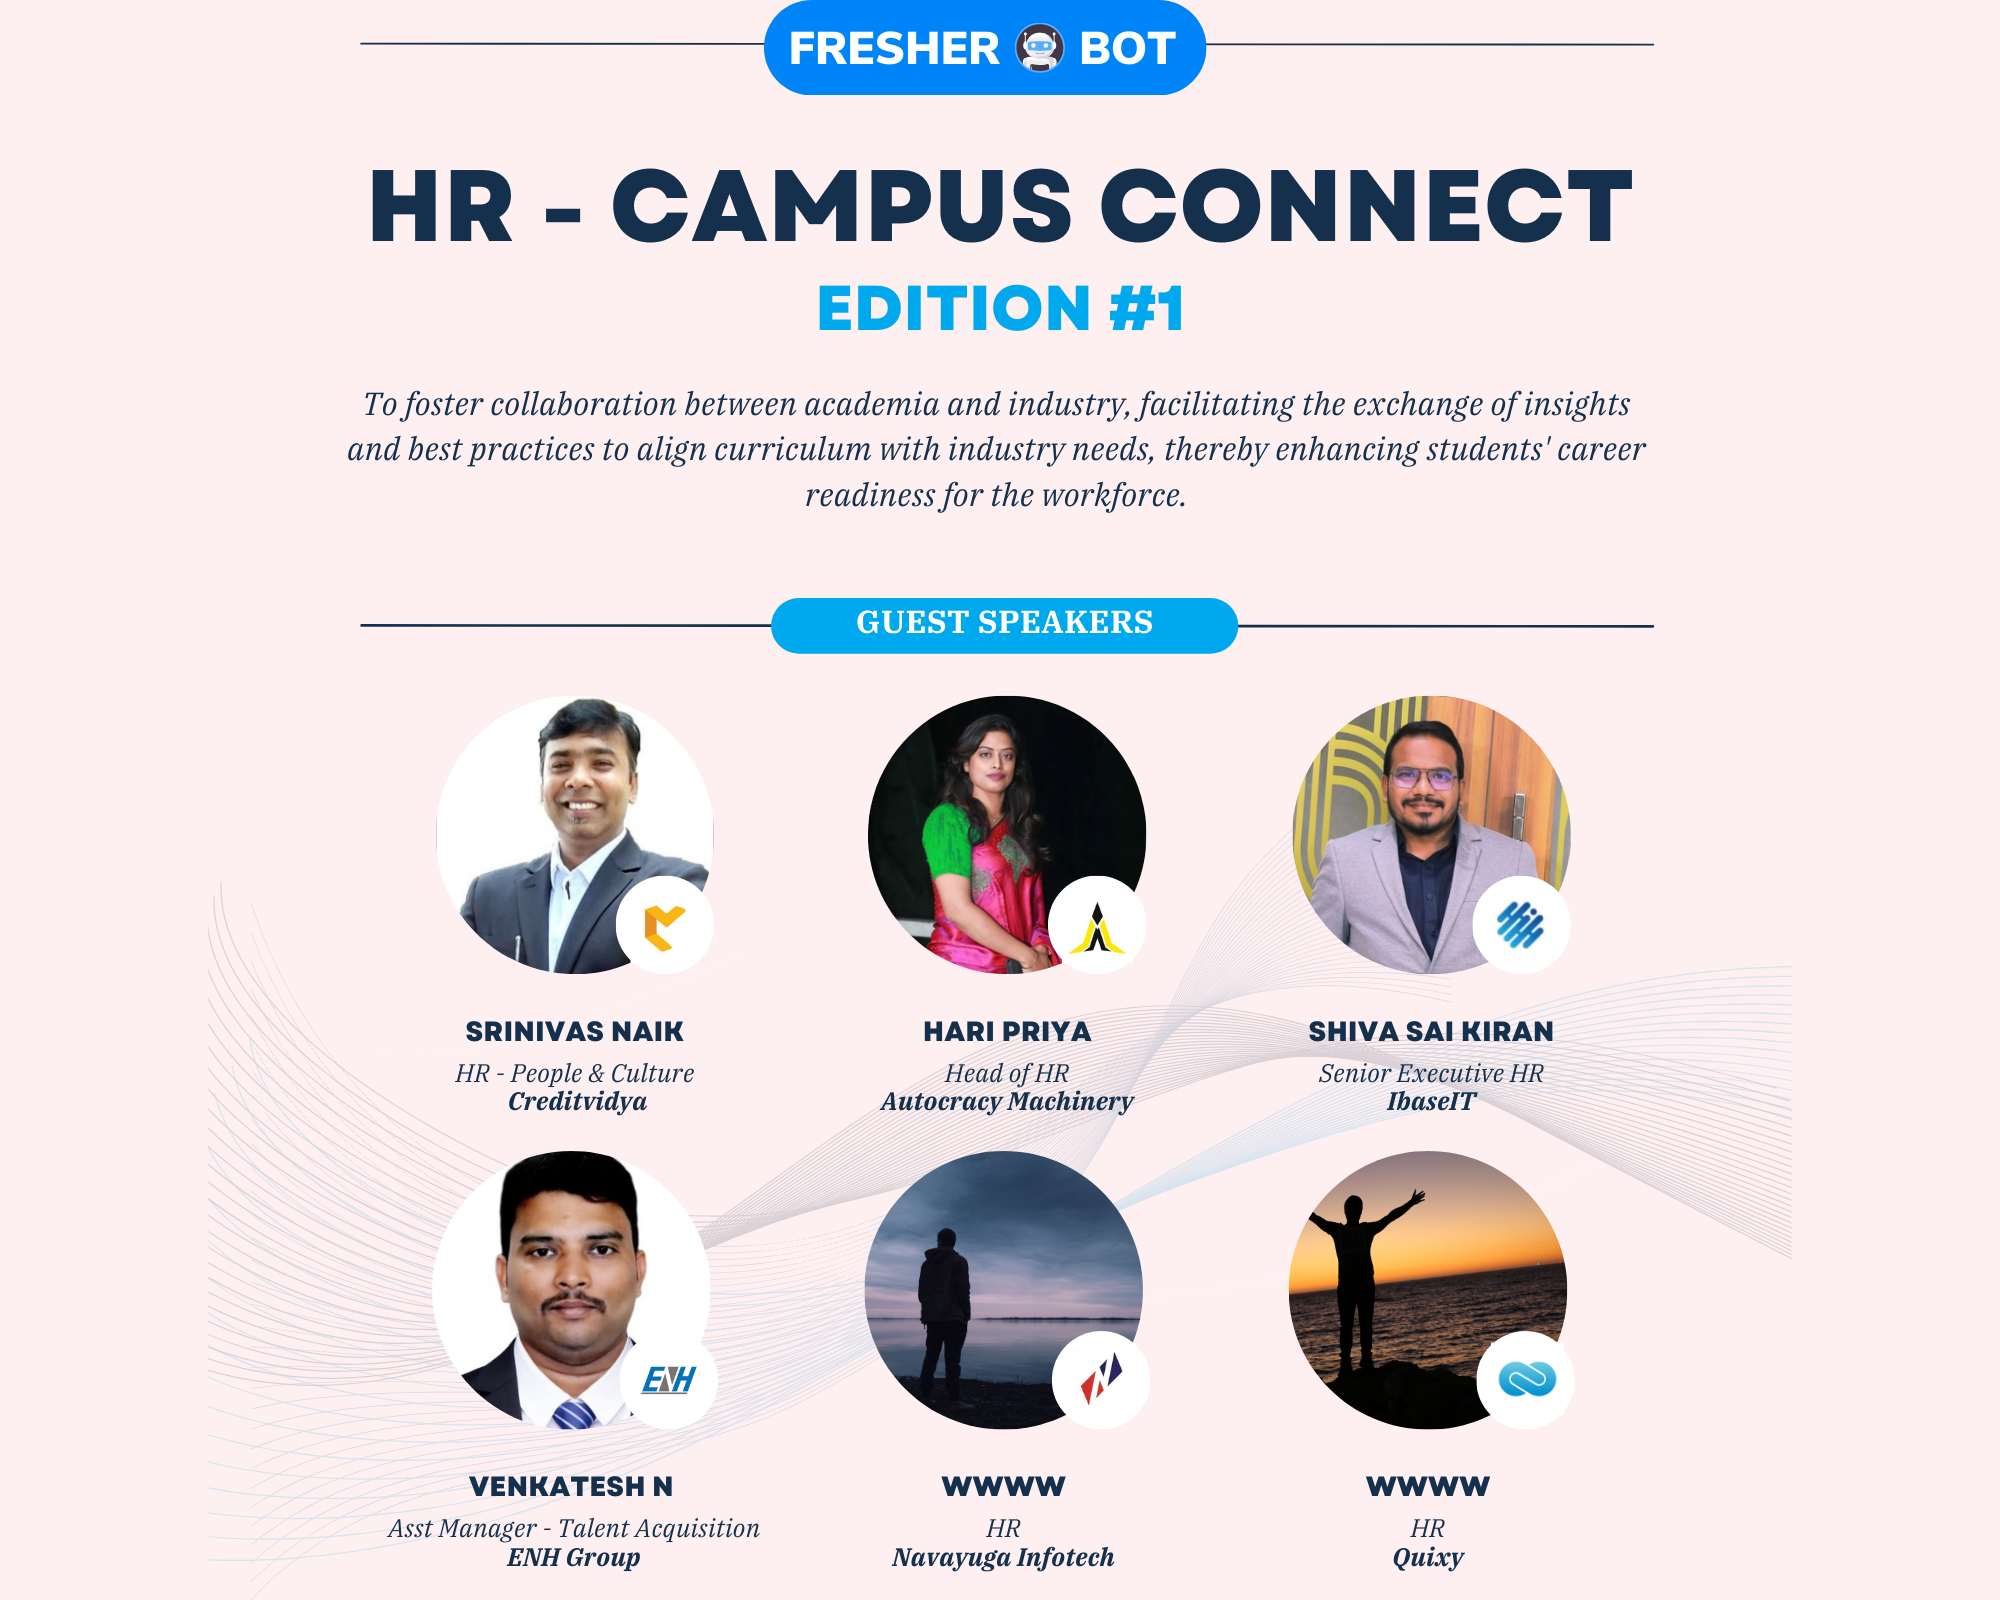 FRESHER BOT
HR - CAMPUS CONNECT
EDITION #1
To foster collaboration between academia and industry, facilitating the exchange of insights
and best practices to align curriculum with industry needs, thereby enhancing students' career
readiness for the workforce.
GUEST SPEAKERS
SRINIVAS NAIK
HR - People & Culture
Creditvidya
HARI PRIYA
Head of HR
Autocracy Machinery
SHIVA SAI KIRAN
Senior Executive HR
IbaseIT
ENH
VENKATESH N
Asst Manager - Talent Acquisition
ENH Group
WWWW
HR
Navayuga Infotech
WWWW
HR
Quixy